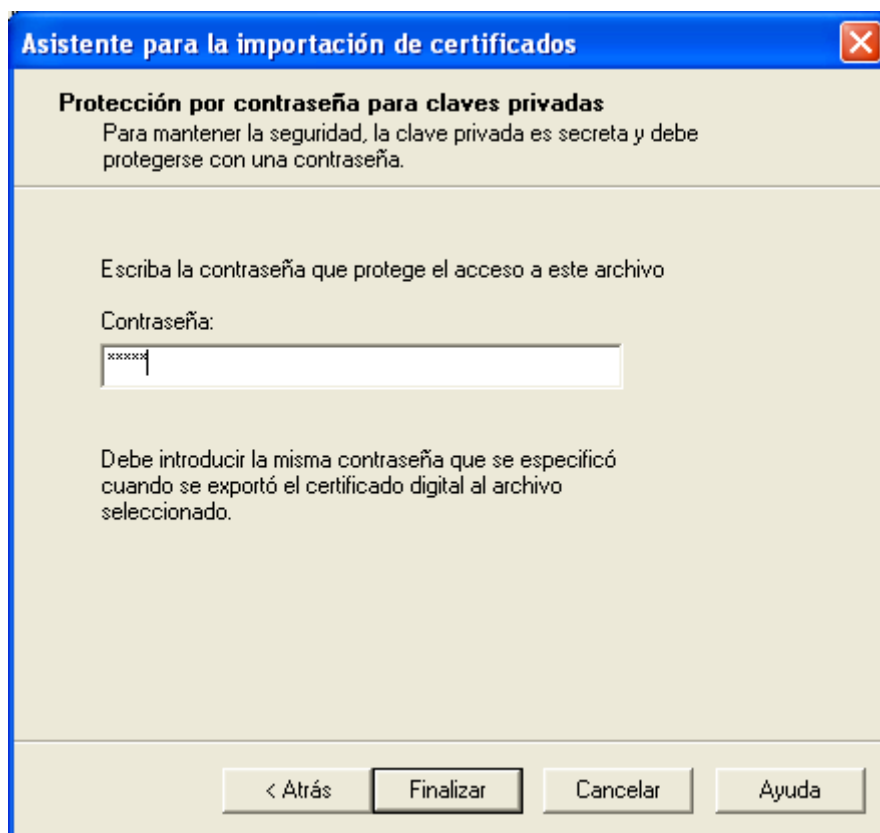 Asistente para la importación de certificados
Protección por contraseña para claves privadas
Para mantener la seguridad, la clave privada es secreta y debe
protegerse con una contraseña.
Escriba la contraseña que protege el acceso a este archivo
Contraseña:
*****
Debe introducir la misma contraseña que se especificó
cuando se exportó el certificado digital al archivo
seleccionado.
< Atrás Finalizar Cancelar Ayuda